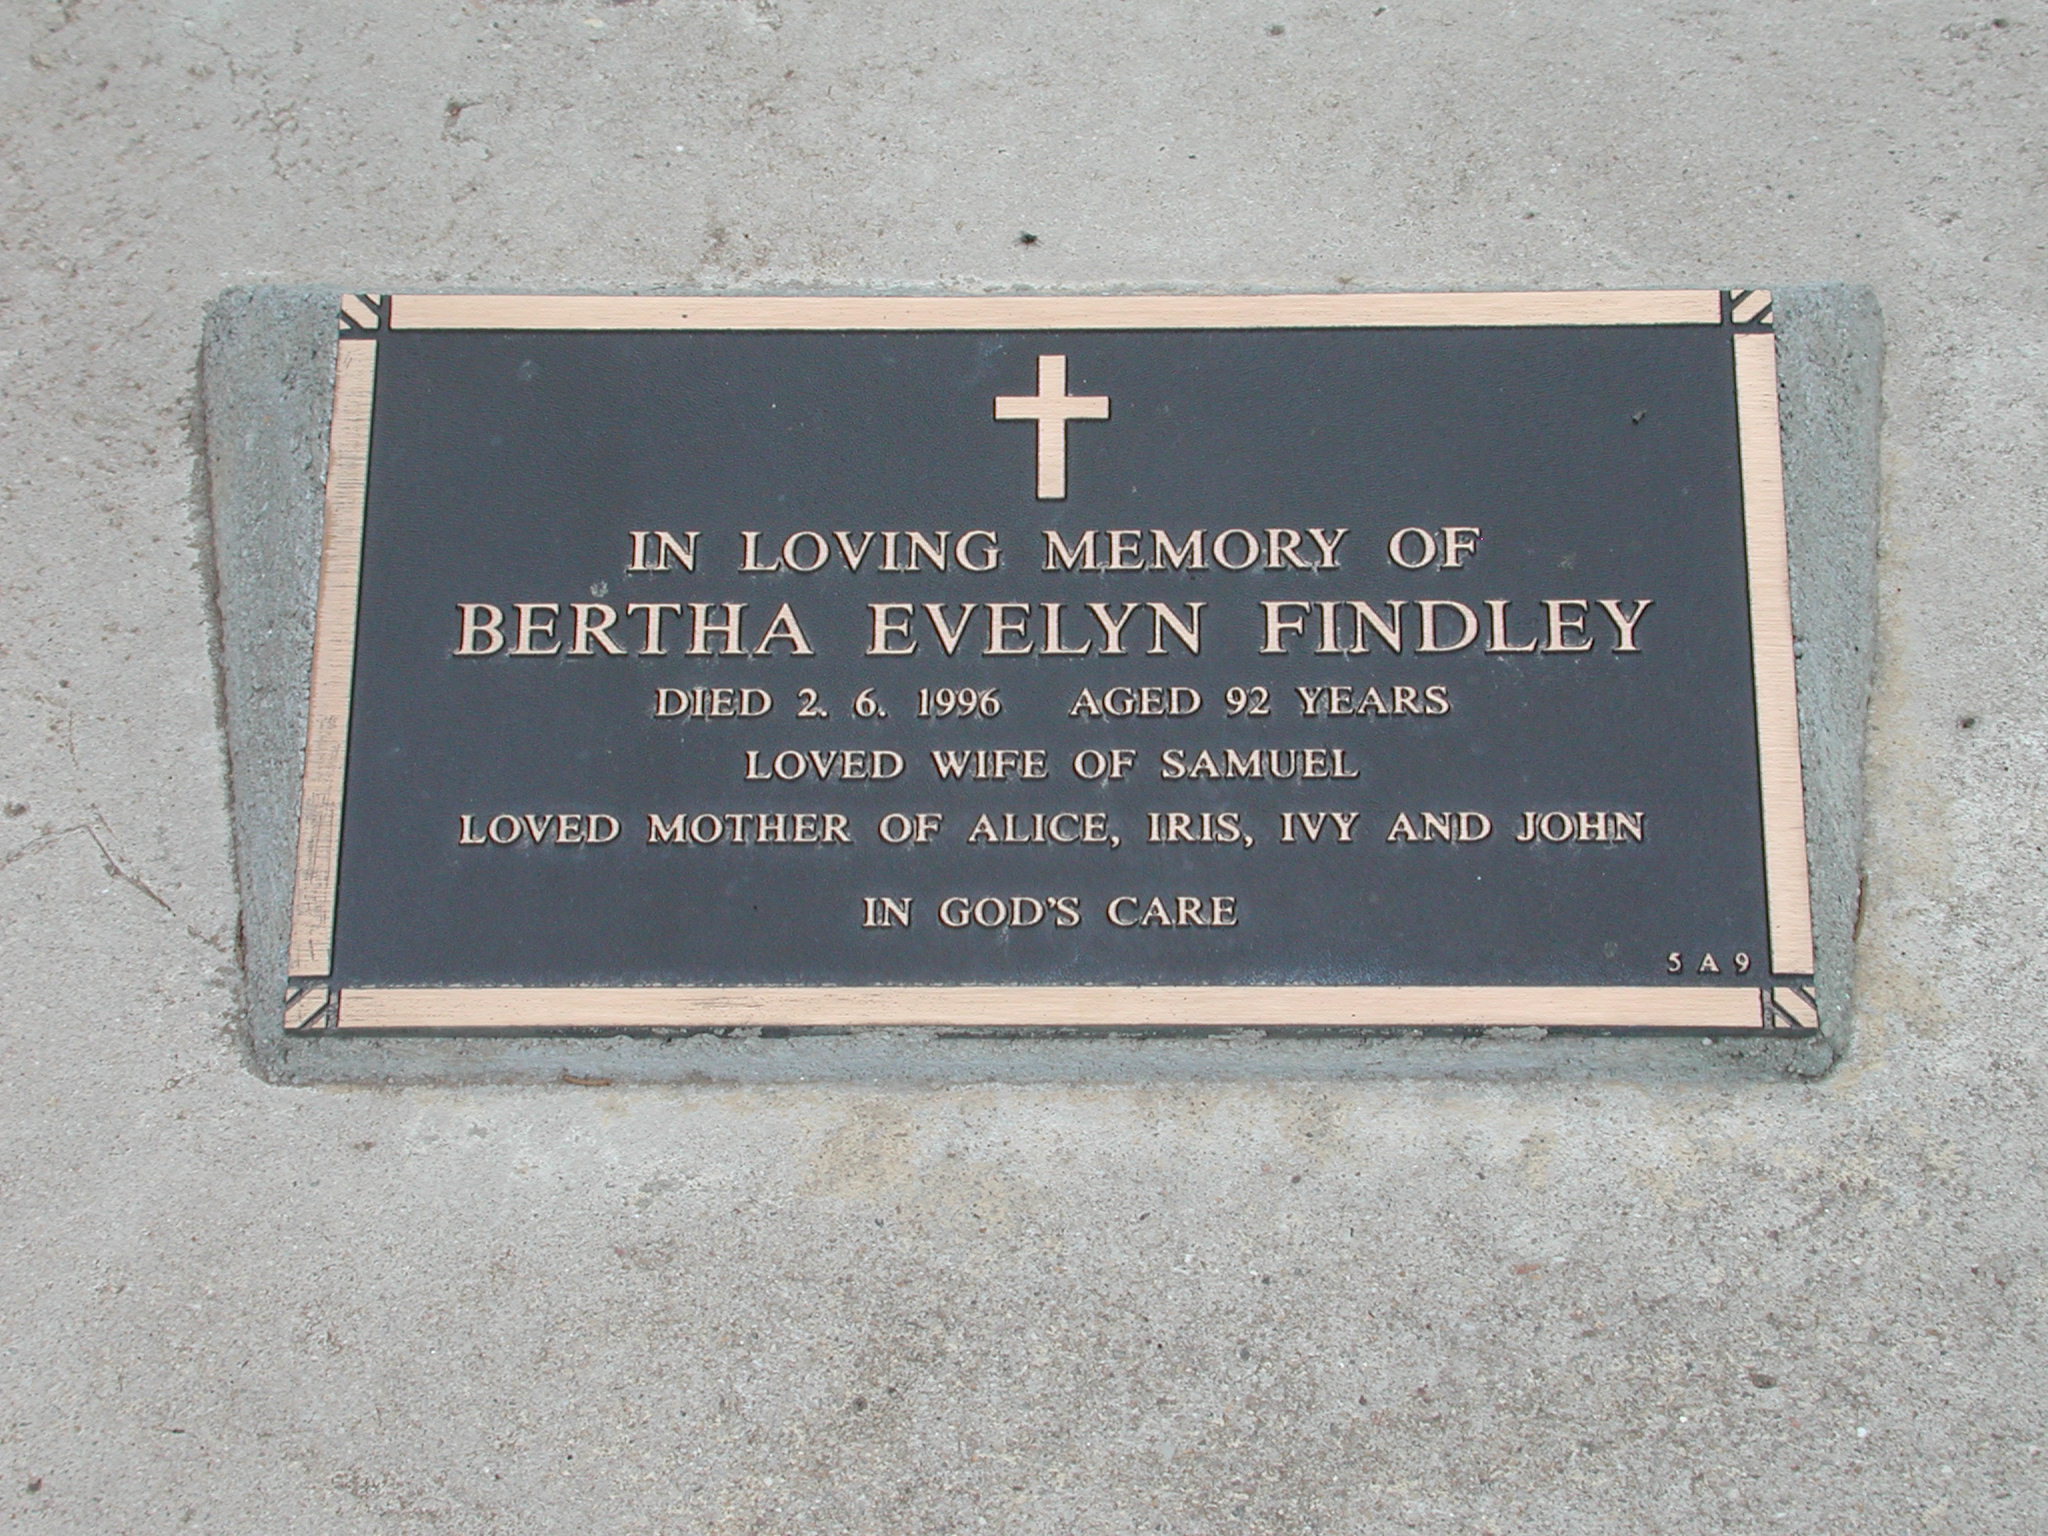 IN LOVING MEMORY OF
BERTHA EVELYN FINDLEY
DIED 2. 6. 1996 AGED 92 YEARS
LOVED WIFE OF SAMUEL
LOVED MOTHER OF ALICE, IRIS, IVY AND JOHN
IN GOD'S CARE
5 A 9